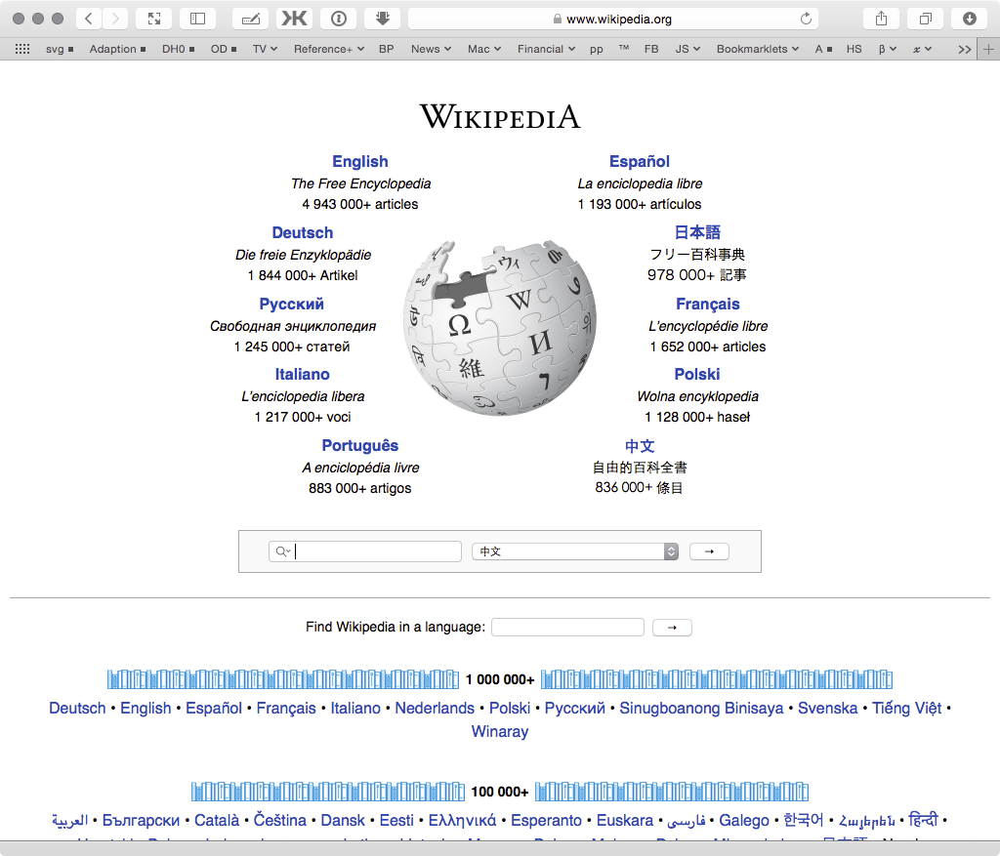 www.wikipedia.org
svg Adaption DH0 OD TV Reference+ BP News Mac Financial pp ™ FB JS Bookmarklets A HS β x >> +
WIKIPEDIA
English
The Free Encyclopedia
4 943 000+ articles
Español
La enciclopedia libre
1 193 000+ artículos
Deutsch
Die freie Enzyklopädie
1 844 000+ Artikel
日本語
フリー百科事典
978 000+ 記事
Русский
Свободная энциклопедия
1 245 000+ статей
Français
L'encyclopédie libre
1 652 000+ articles
Italiano
L'enciclopedia libera
1 217 000+ voci
Polski
Wolna encyklopedia
1 128 000+ haseł
Português
A enciclopédia livre
883 000+ artigos
中文
自由的百科全書
836 000+ 條目
Ω W И 維 ウィ
中文 →
Find Wikipedia in a language: →
1 000 000+
Deutsch • English • Español • Français • Italiano • Nederlands • Polski • Русский • Sinugboanong Binisaya • Svenska • Tiếng Việt •
Winaray
100 000+
العربية • Български • Català • Čeština • Dansk • Eesti • Ελληνικά • Esperanto • Euskara • فارسی • Galego • 한국어 • Հայերեն • हिन्दी •